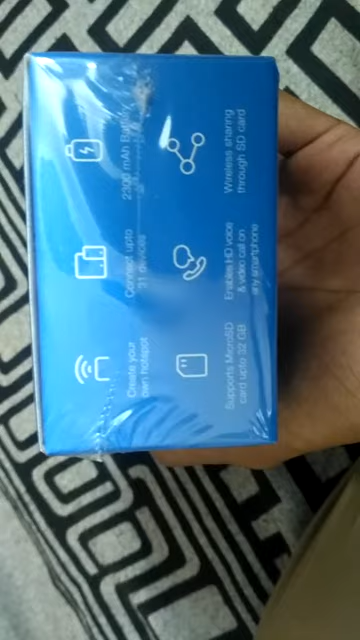 Create your
own hotspot
Connect upto
31 devices
2300 mAh Battery
Supports MicroSD
card upto 32 GB
Enables HD voice
& video call on
any smartphone
Wireless sharing
through SD card